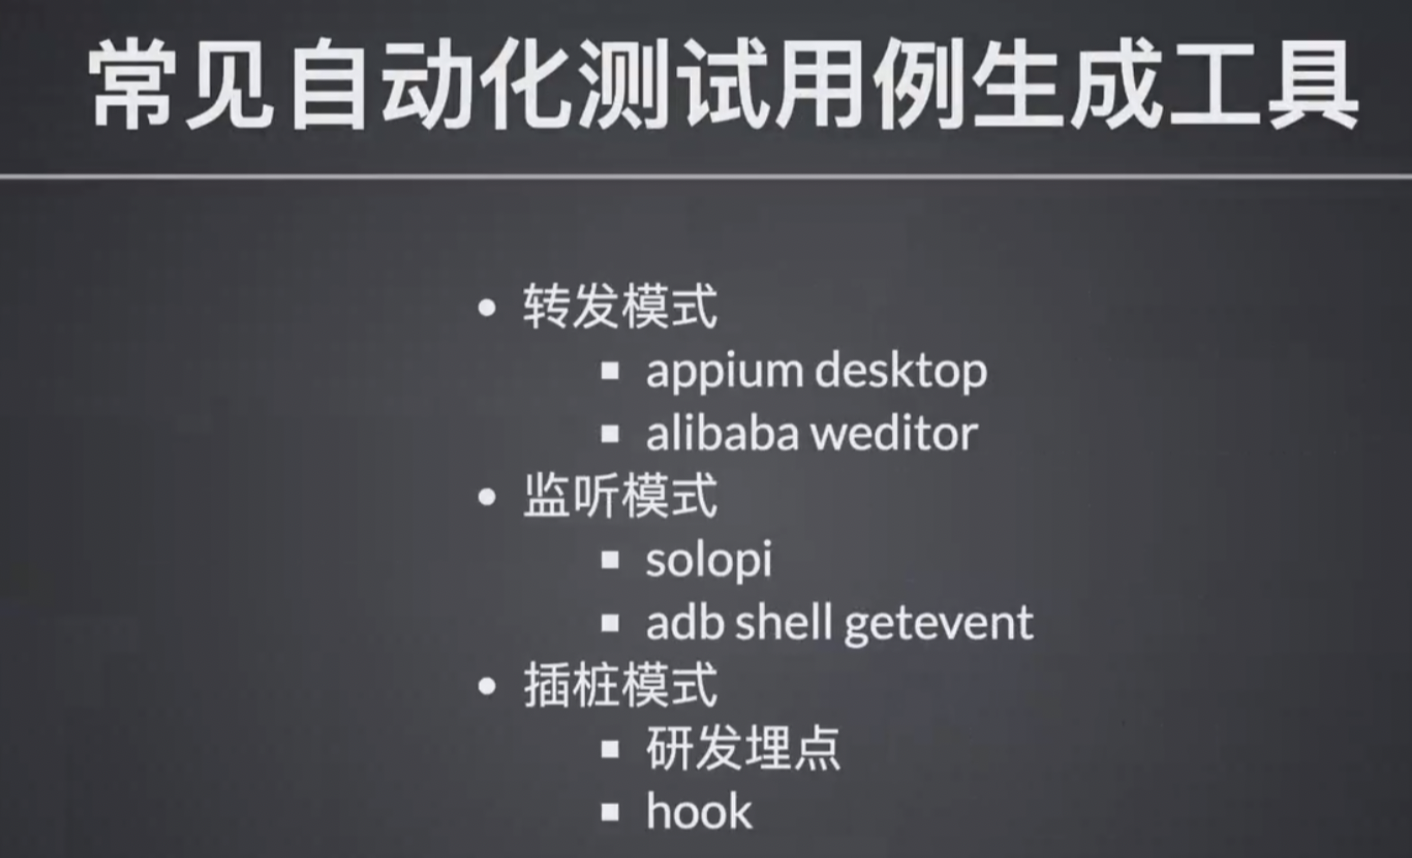 常见自动化测试用例生成工具
转发模式
appium desktop
alibaba weditor
监听模式
solopi
adb shell getevent
插桩模式
研发埋点
hook